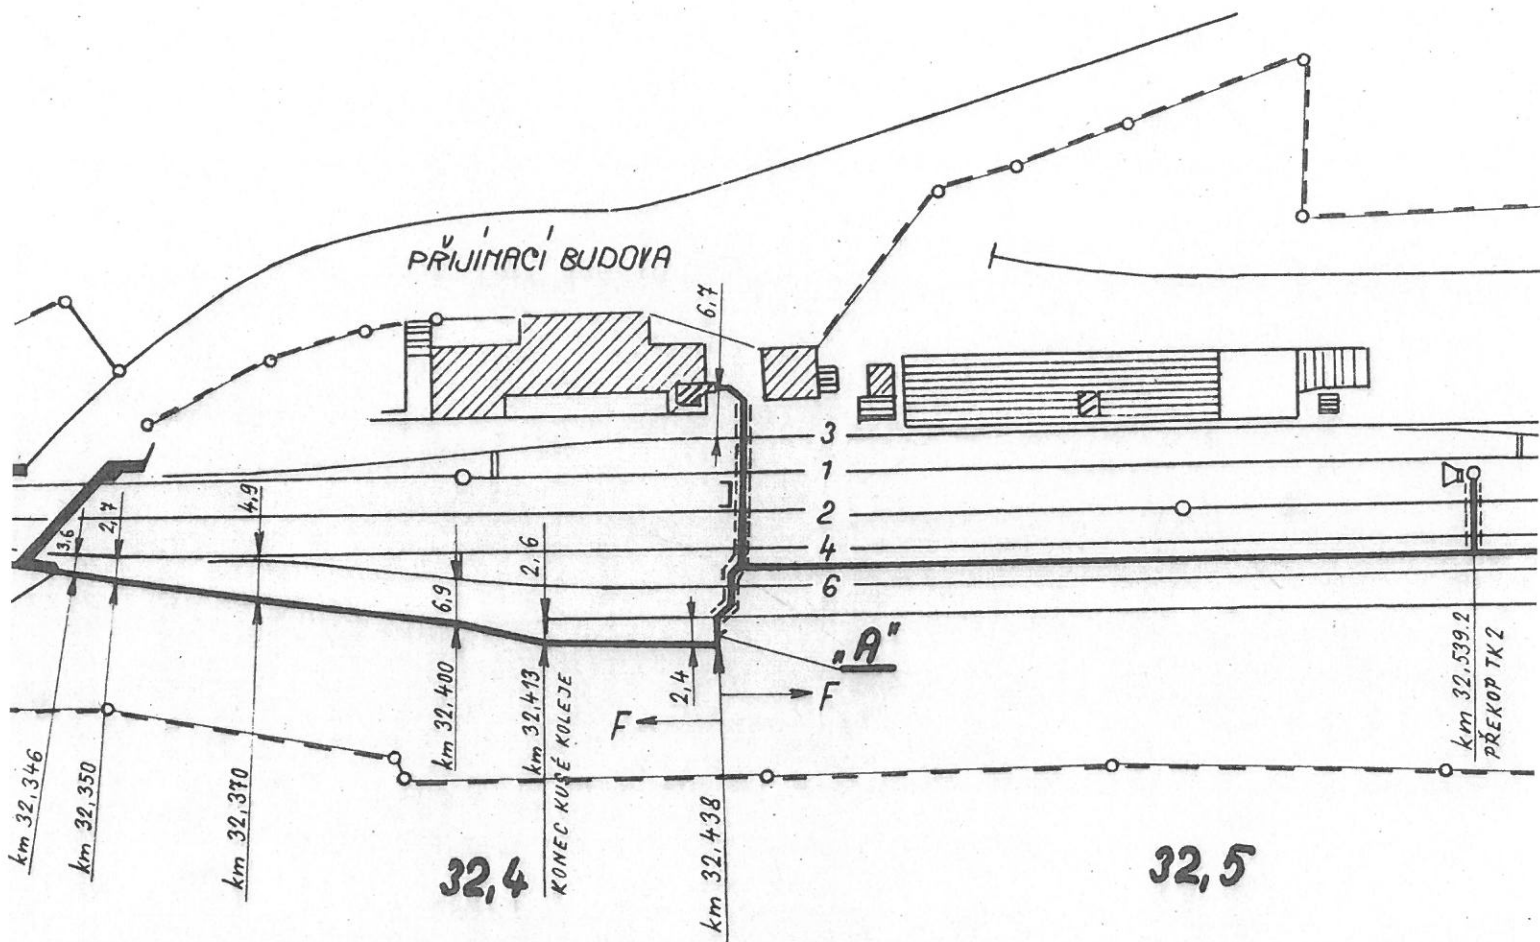 PŘIJÍMACÍ BUDOVA
6,7
3
1
2
4
6
3,6
2,7
4,9
6,9
2,6
2,4
„A"
F
F
km 32,346
km 32,350
km 32,370
km 32,400
km 32,413
KONEC KUSÉ KOLEJE
km 32,438
km 32.539.2
PŘEKOP TK2
32,4
32,5